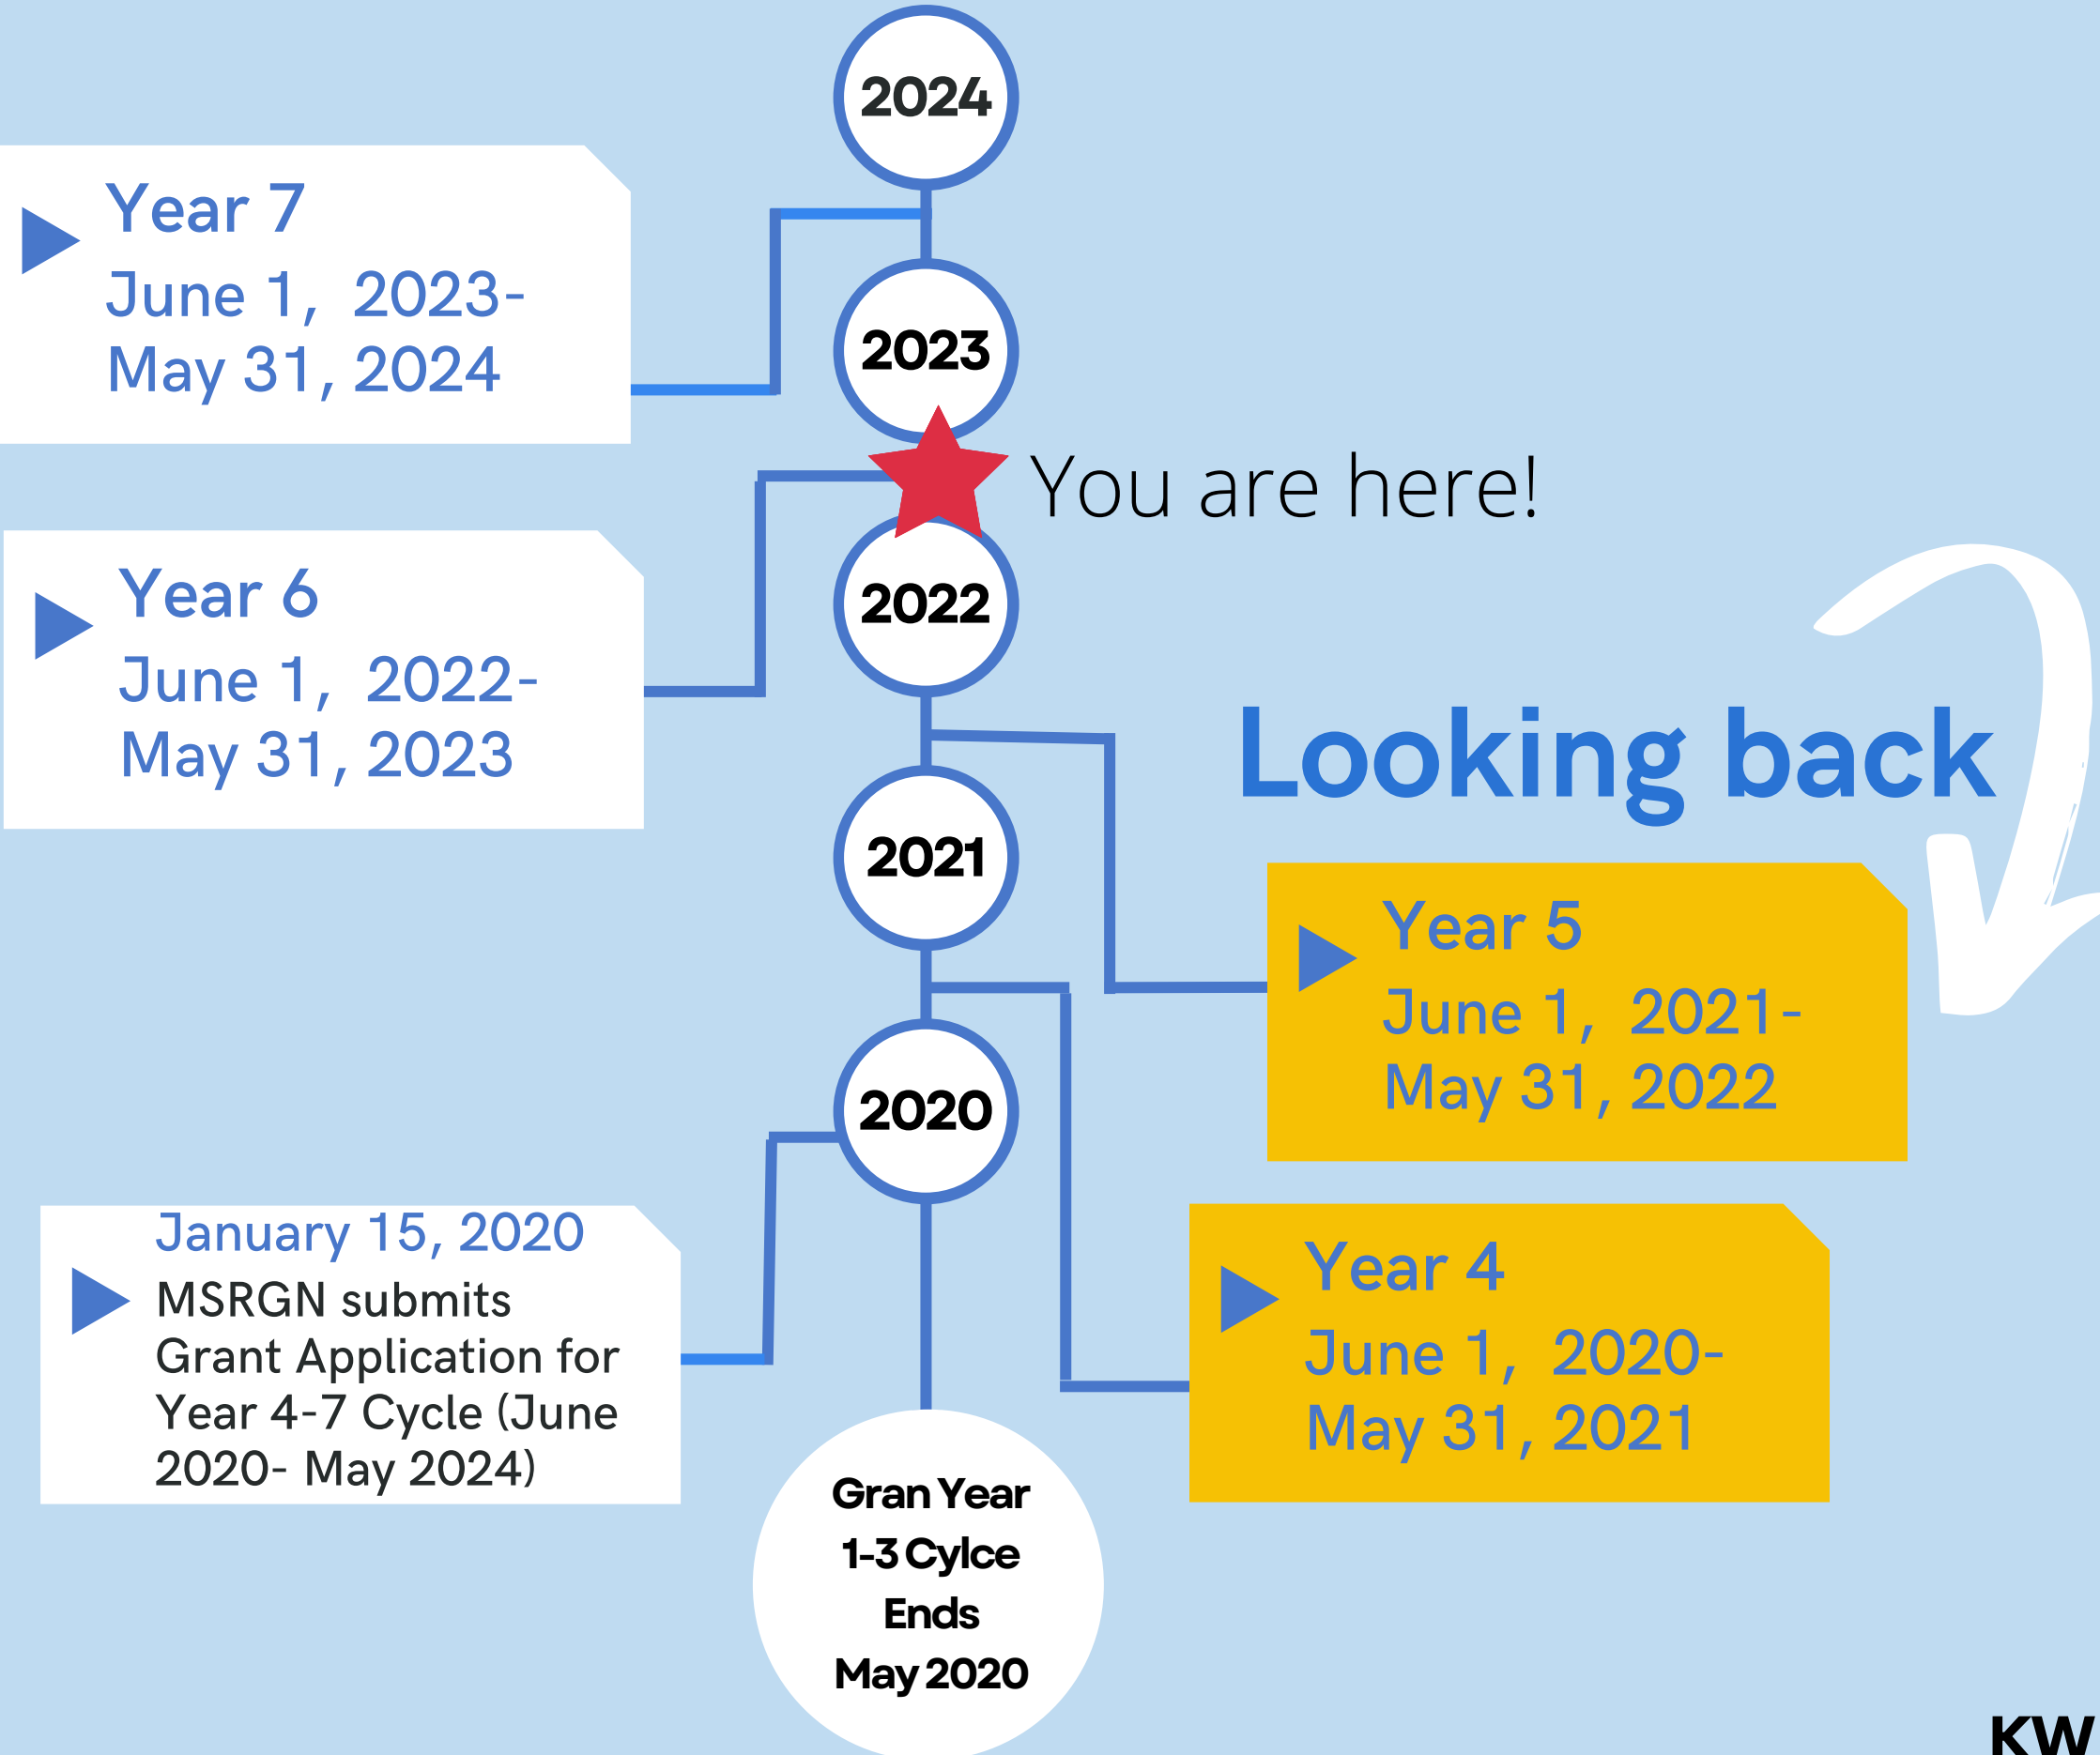 2024
Year 7
June 1, 2023-
May 31, 2024
2023
You are here!
2022
Year 6
June 1, 2022-
May 31, 2023
Looking back
2021
Year 5
June 1, 2021-
May 31, 2022
2020
January 15, 2020
MSRGN submits
Grant Application for
Year 4-7 Cycle (June
2020- May 2024)
Year 4
June 1, 2020-
May 31, 2021
Gran Year
1-3 Cylce
Ends
May 2020
KW